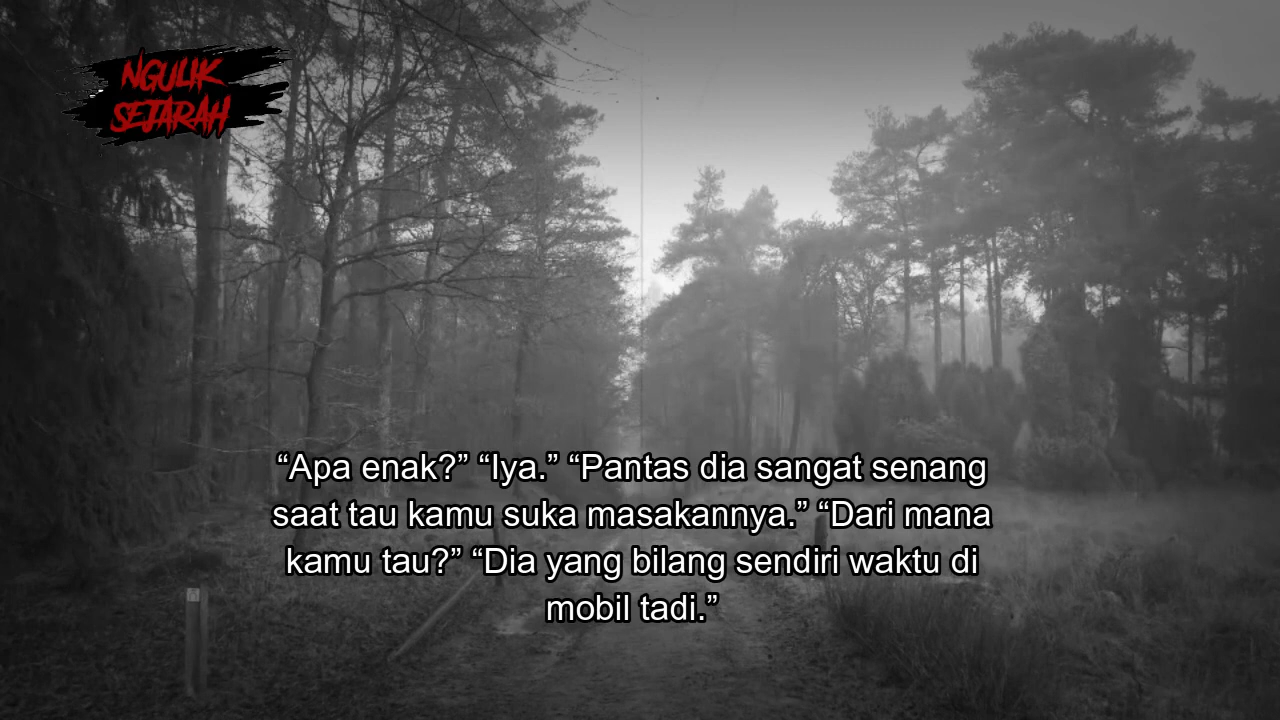 NGULIK
SEJARAH
“Apa enak?” “Iya.” “Pantas dia sangat senang
saat tau kamu suka masakannya.” “Dari mana
kamu tau?” “Dia yang bilang sendiri waktu di
mobil tadi.”